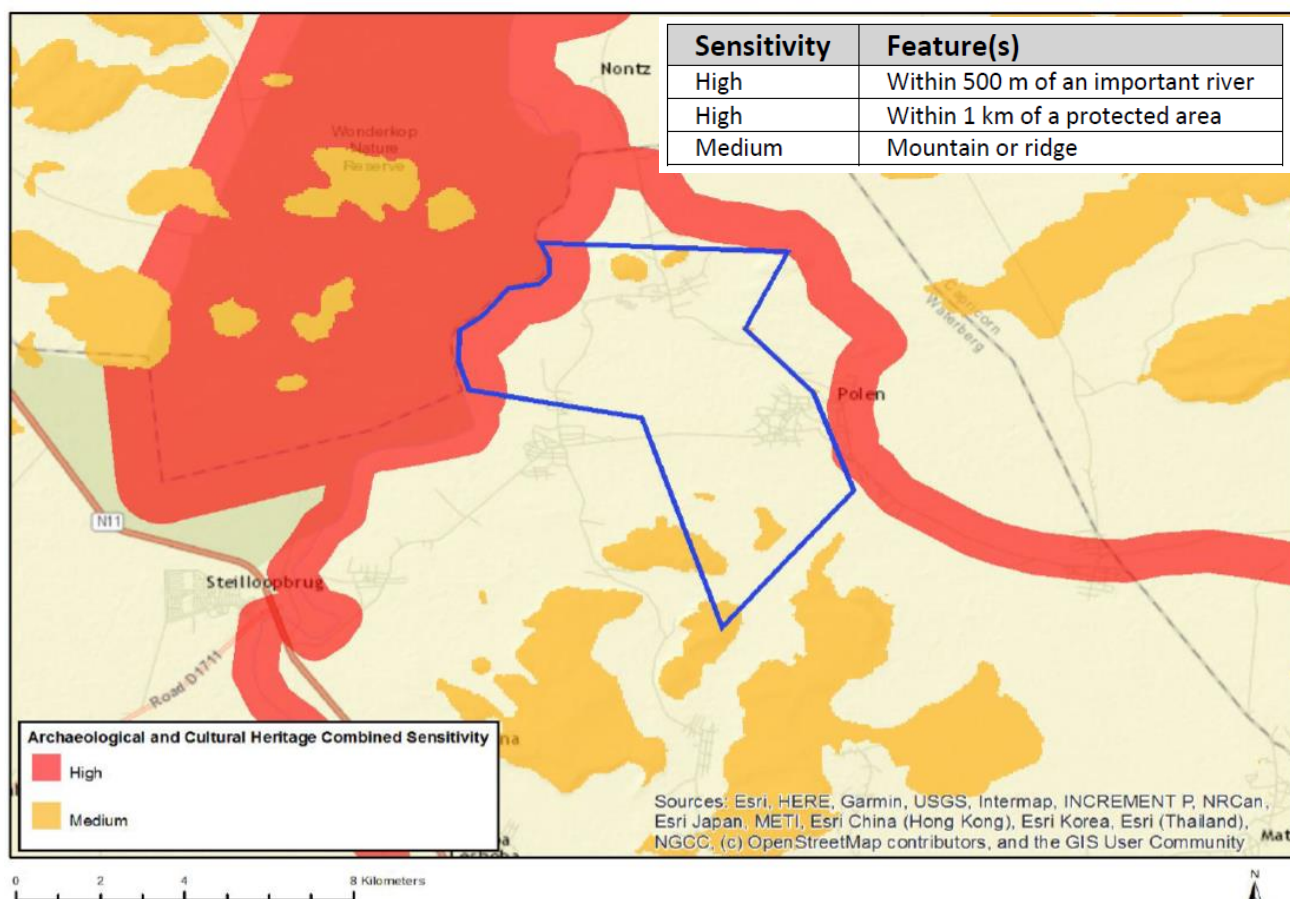 Sensitivity Feature(s)
High Within 500 m of an important river
High Within 1 km of a protected area
Medium Mountain or ridge
Nontz
Wonderkop
Nature
Reserve
Capricorn
Waterberg
Polen
N11
Steilloopbrug
Road D1711
Archaeological and Cultural Heritage Combined Sensitivity
High
Medium
na
Sources: Esri, HERE, Garmin, USGS, Intermap, INCREMENT P, NRCan,
Esri Japan, METI, Esri China (Hong Kong), Esri Korea, Esri (Thailand),
NGCC, (c) OpenStreetMap contributors, and the GIS User Community
Mat
0 2 4 8 Kilometers
N